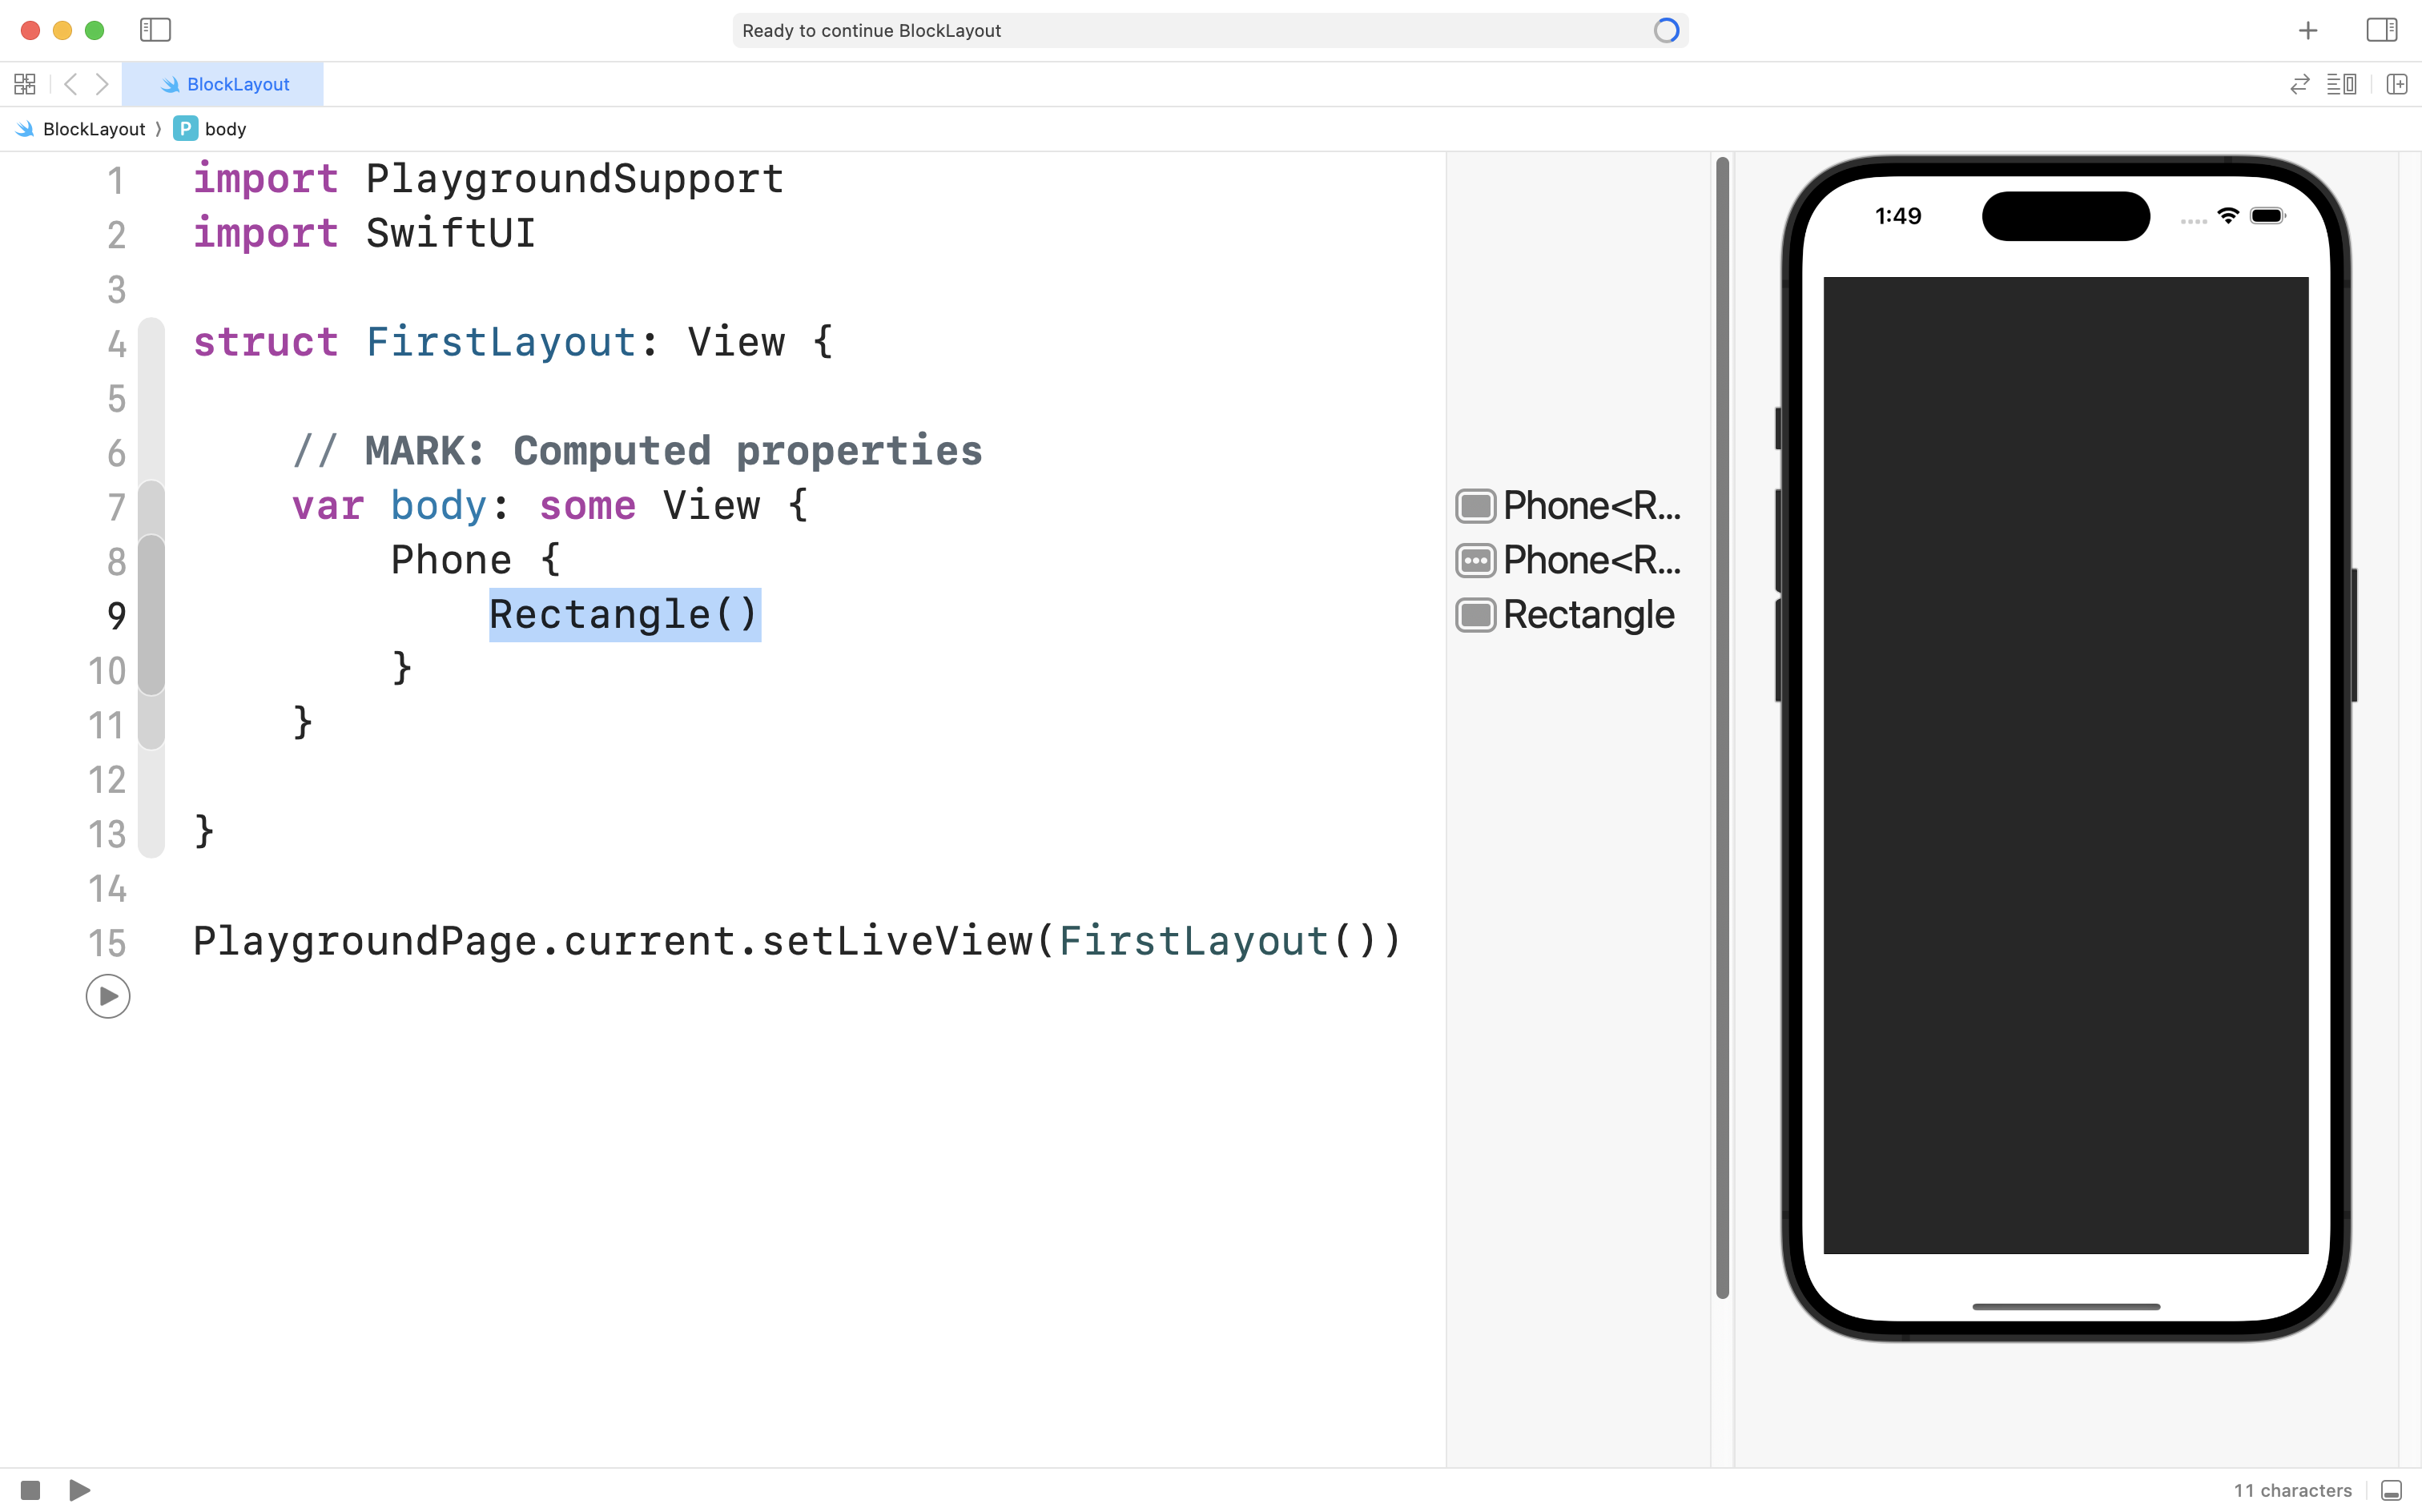 Ready to continue BlockLayout
BlockLayout
BlockLayout 〉 P body
1 import PlaygroundSupport
2 import SwiftUI
3
4 struct FirstLayout: View {
5
6 // MARK: Computed properties
7 var body: some View {
8 Phone {
9 Rectangle()
10 }
11 }
12
13 }
14
15 PlaygroundPage.current.setLiveView(FirstLayout())
Phone<R...
Phone<R...
Rectangle
1:49
11 characters